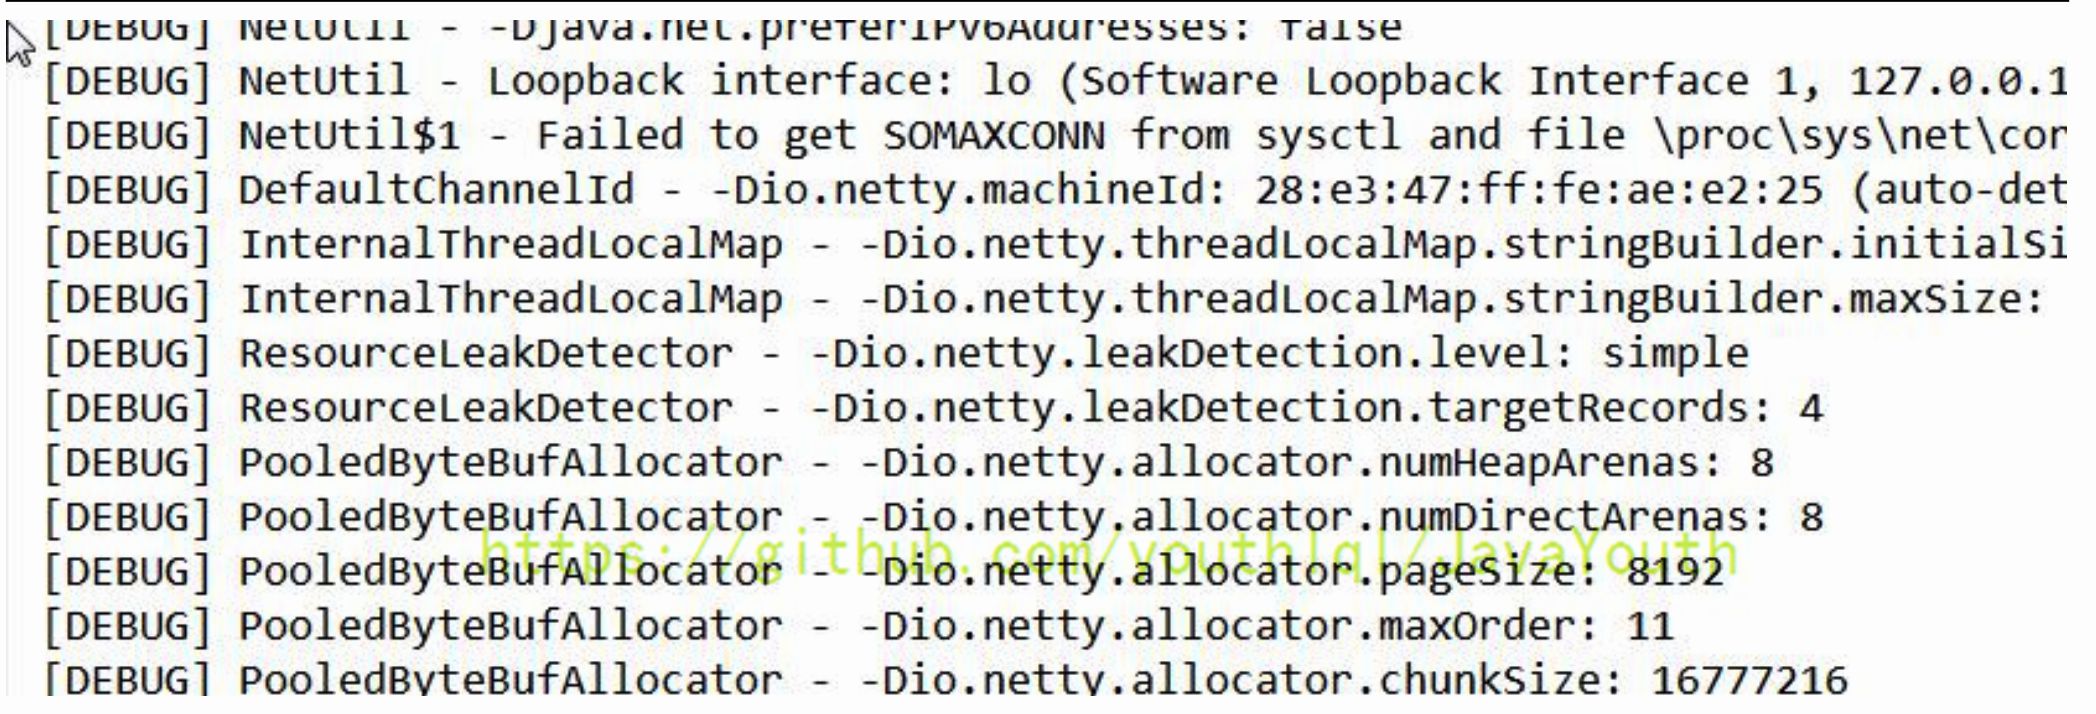 [DEBUG] NetUtil - -Djava.net.preferIPv6Addresses: false
[DEBUG] NetUtil - Loopback interface: lo (Software Loopback Interface 1, 127.0.0.1
[DEBUG] NetUtil$1 - Failed to get SOMAXCONN from sysctl and file \proc\sys\net\cor
[DEBUG] DefaultChannelId - -Dio.netty.machineId: 28:e3:47:ff:fe:ae:e2:25 (auto-det
[DEBUG] InternalThreadLocalMap - -Dio.netty.threadLocalMap.stringBuilder.initialSi
[DEBUG] InternalThreadLocalMap - -Dio.netty.threadLocalMap.stringBuilder.maxSize:
[DEBUG] ResourceLeakDetector - -Dio.netty.leakDetection.level: simple
[DEBUG] ResourceLeakDetector - -Dio.netty.leakDetection.targetRecords: 4
[DEBUG] PooledByteBufAllocator - -Dio.netty.allocator.numHeapArenas: 8
[DEBUG] PooledByteBufAllocator - -Dio.netty.allocator.numDirectArenas: 8
https://github.com/youthlql/JavaYouth
[DEBUG] PooledByteBufAllocator - -Dio.netty.allocator.pageSize: 8192
[DEBUG] PooledByteBufAllocator - -Dio.netty.allocator.maxOrder: 11
[DEBUG] PooledByteBufAllocator - -Dio.netty.allocator.chunkSize: 16777216